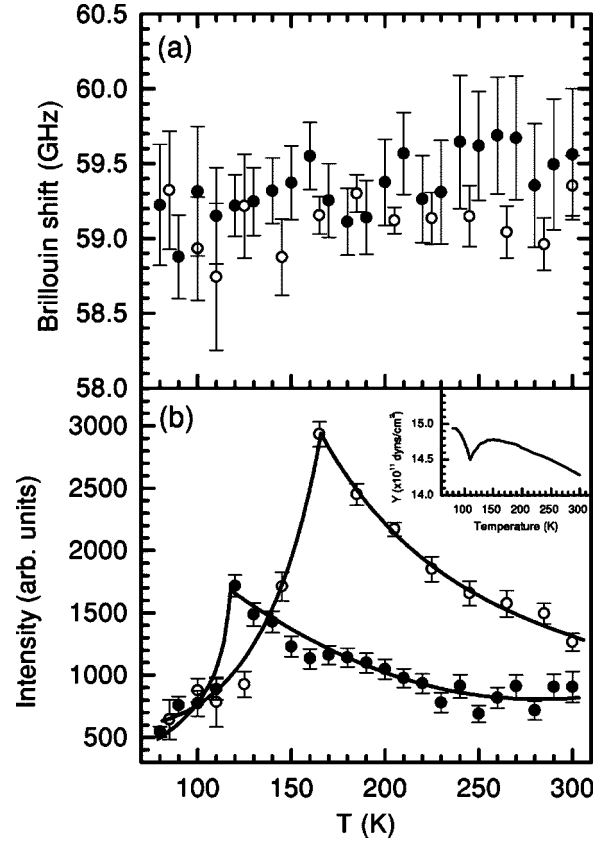 60.5
(a)
60.0
59.5
59.0
58.5
58.0
Brillouin shift (GHz)
(b)
3000
2500
2000
1500
1000
500
Intensity (arb. units)
15.0
14.5
14.0
Y (x10¹¹ dyns/cm²)
100 150 200 250 300
Temperature (K)
100 150 200 250 300
T (K)